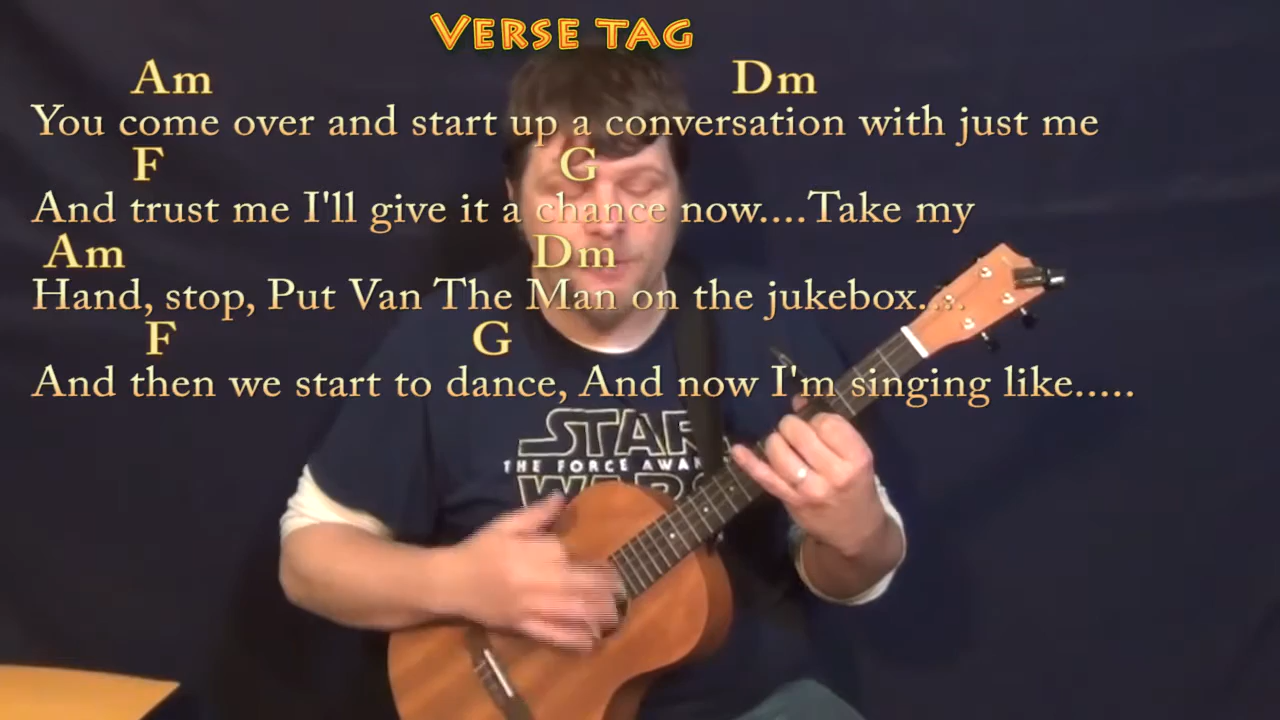 VERSE TAG
Am Dm
You come over and start up a conversation with just me
F G
And trust me I'll give it a chance now....Take my
Am Dm
Hand, stop, Put Van The Man on the jukebox....
F G
And then we start to dance, And now I'm singing like.....
STAR
THE FORCE AWA
WARS